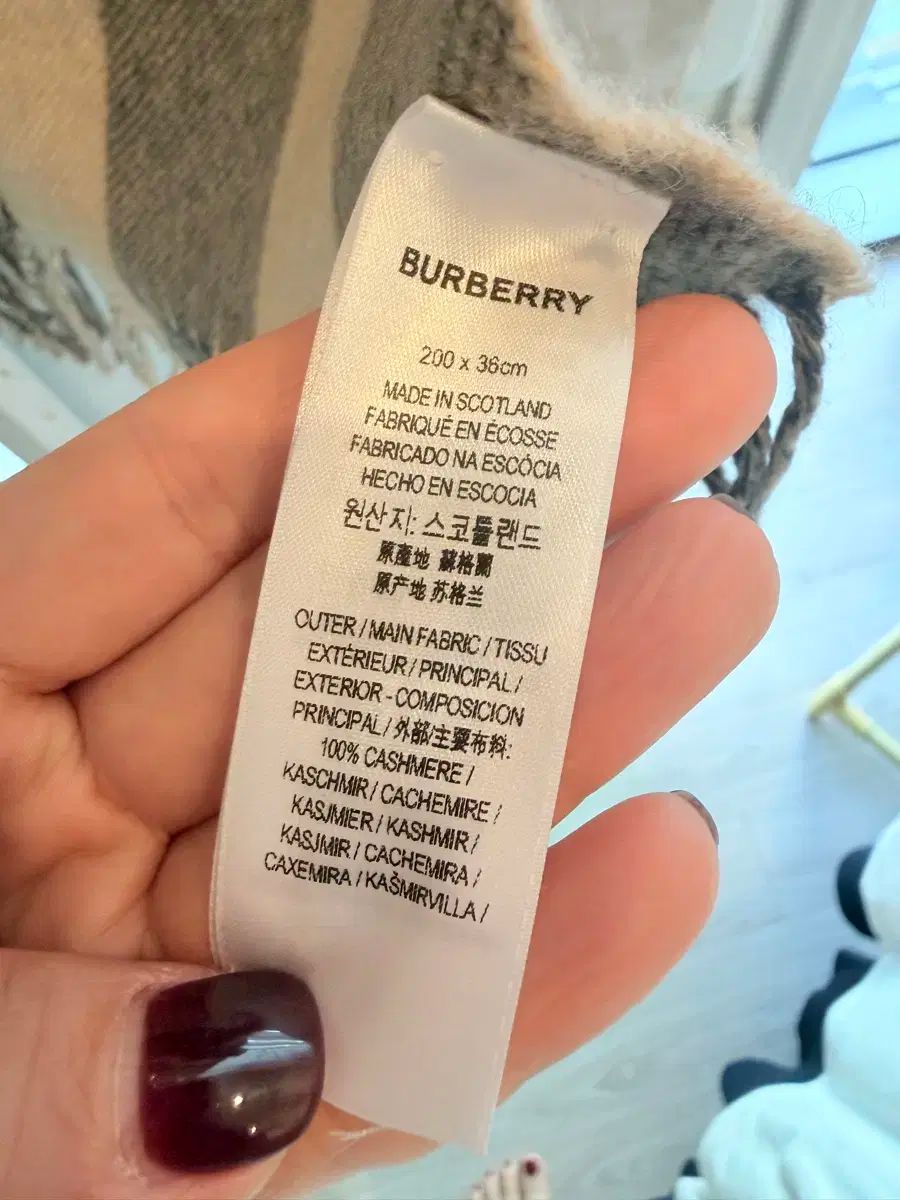 BURBERRY
200 x 36cm
MADE IN SCOTLAND
FABRIQUÉ EN ÉCOSSE
FABRICADO NA ESCÓCIA
HECHO EN ESCOCIA
원산지: 스코틀랜드
原產地 蘇格蘭
原产地 苏格兰
OUTER / MAIN FABRIC / TISSU
EXTÉRIEUR / PRINCIPAL /
EXTERIOR - COMPOSICION
PRINCIPAL / 外部/主要布料:
100% CASHMERE /
KASCHMIR / CACHEMIRE /
KASJMIER / KASHMIR /
KASJMIR / CACHEMIRA /
CAXEMIRA / KAŠMIRVILLA /